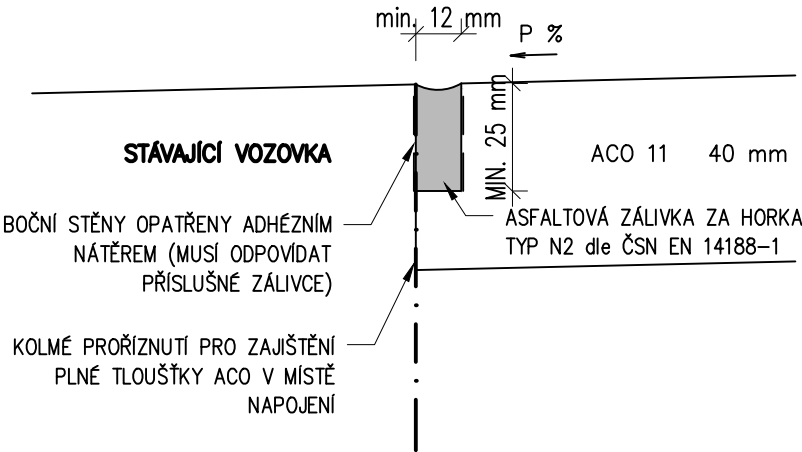 min. 12 mm
P %
MIN. 25 mm
STÁVAJÍCÍ VOZOVKA
ACO 11 40 mm
BOČNÍ STĚNY OPATŘENY ADHÉZNÍM
NÁTĚREM (MUSÍ ODPOVÍDAT
PŘÍSLUŠNÉ ZÁLIVCE)
ASFALTOVÁ ZÁLIVKA ZA HORKA
TYP N2 dle ČSN EN 14188-1
KOLMÉ PROŘÍZNUTÍ PRO ZAJIŠTĚNÍ
PLNÉ TLOUŠŤKY ACO V MÍSTĚ
NAPOJENÍ